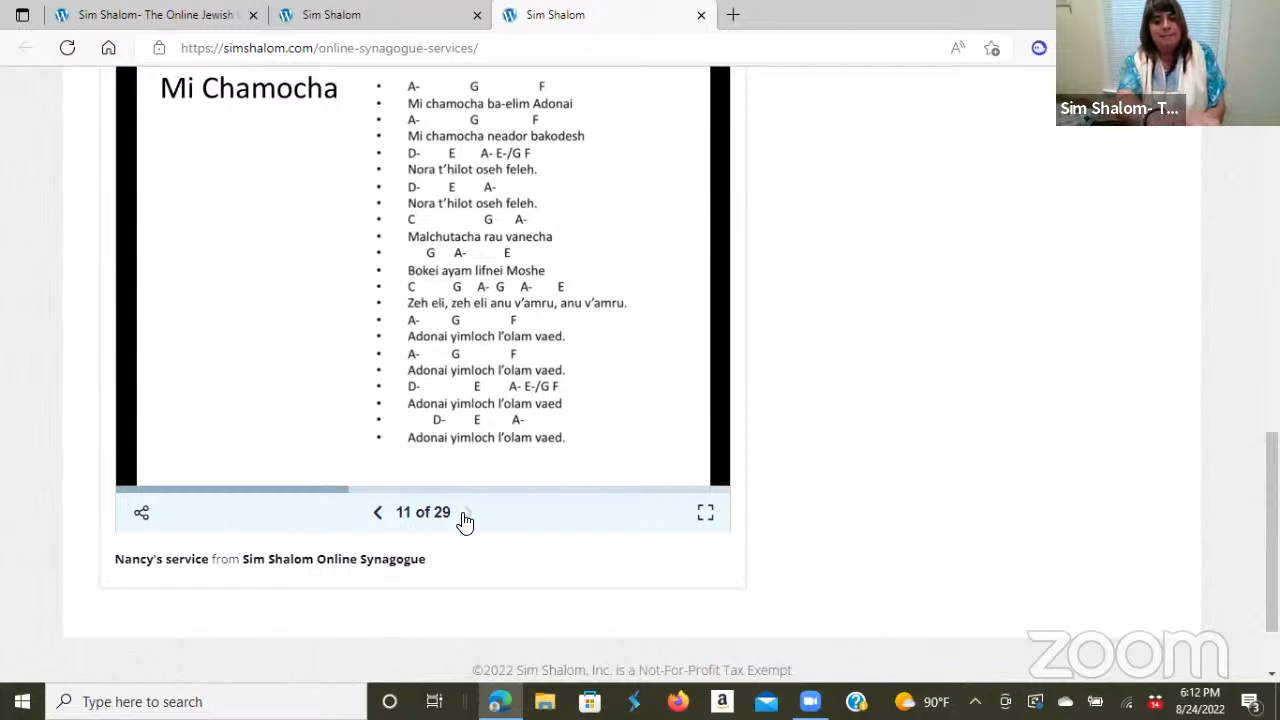 Sim Shalom- The Online Jewish
Sim Shalom
Sim Shalom
https://simshalom.com/online-synagogue-services/
Sim Shalom- T...
Mi Chamocha
A- G F
Mi chamocha ba-elim Adonai
A- G F
Mi chamocha neador bakodesh
D- E A- E-/G F
Nora t'hilot oseh feleh.
D- E A-
Nora t'hilot oseh feleh.
C G A-
Malchutacha rau vanecha
G A- E
Bokei ayam lifnei Moshe
C G A- G A- E
Zeh eli, zeh eli anu v'amru, anu v'amru.
A- G F
Adonai yimloch l'olam vaed.
A- G F
Adonai yimloch l'olam vaed.
D- E A- E-/G F
Adonai yimloch l'olam vaed
D- E A-
Adonai yimloch l'olam vaed.
11 of 29
Nancy's service from Sim Shalom Online Synagogue
©2022 Sim Shalom, Inc. is a Not-For-Profit Tax Exempt
zoom
Type here to search
90°F
14
6:12 PM
8/24/2022
3